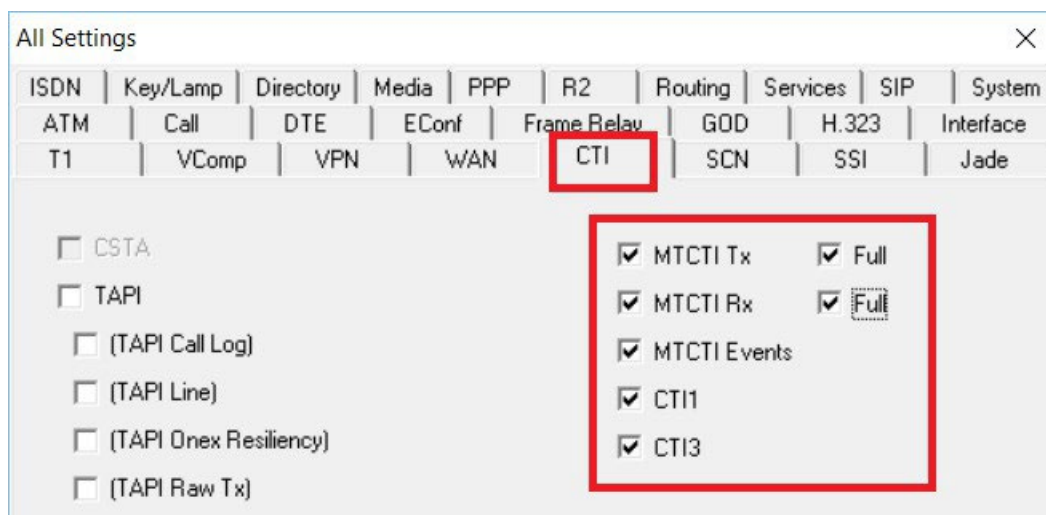 All Settings
ISDN Key/Lamp Directory Media PPP R2 Routing Services SIP System
ATM Call DTE EConf Frame Relay GOD H.323 Interface
T1 VComp VPN WAN CTI SCN SSI Jade
CSTA
TAPI
(TAPI Call Log)
(TAPI Line)
(TAPI Onex Resiliency)
(TAPI Raw Tx)
MTCTI Tx Full
MTCTI Rx Full
MTCTI Events
CTI1
CTI3